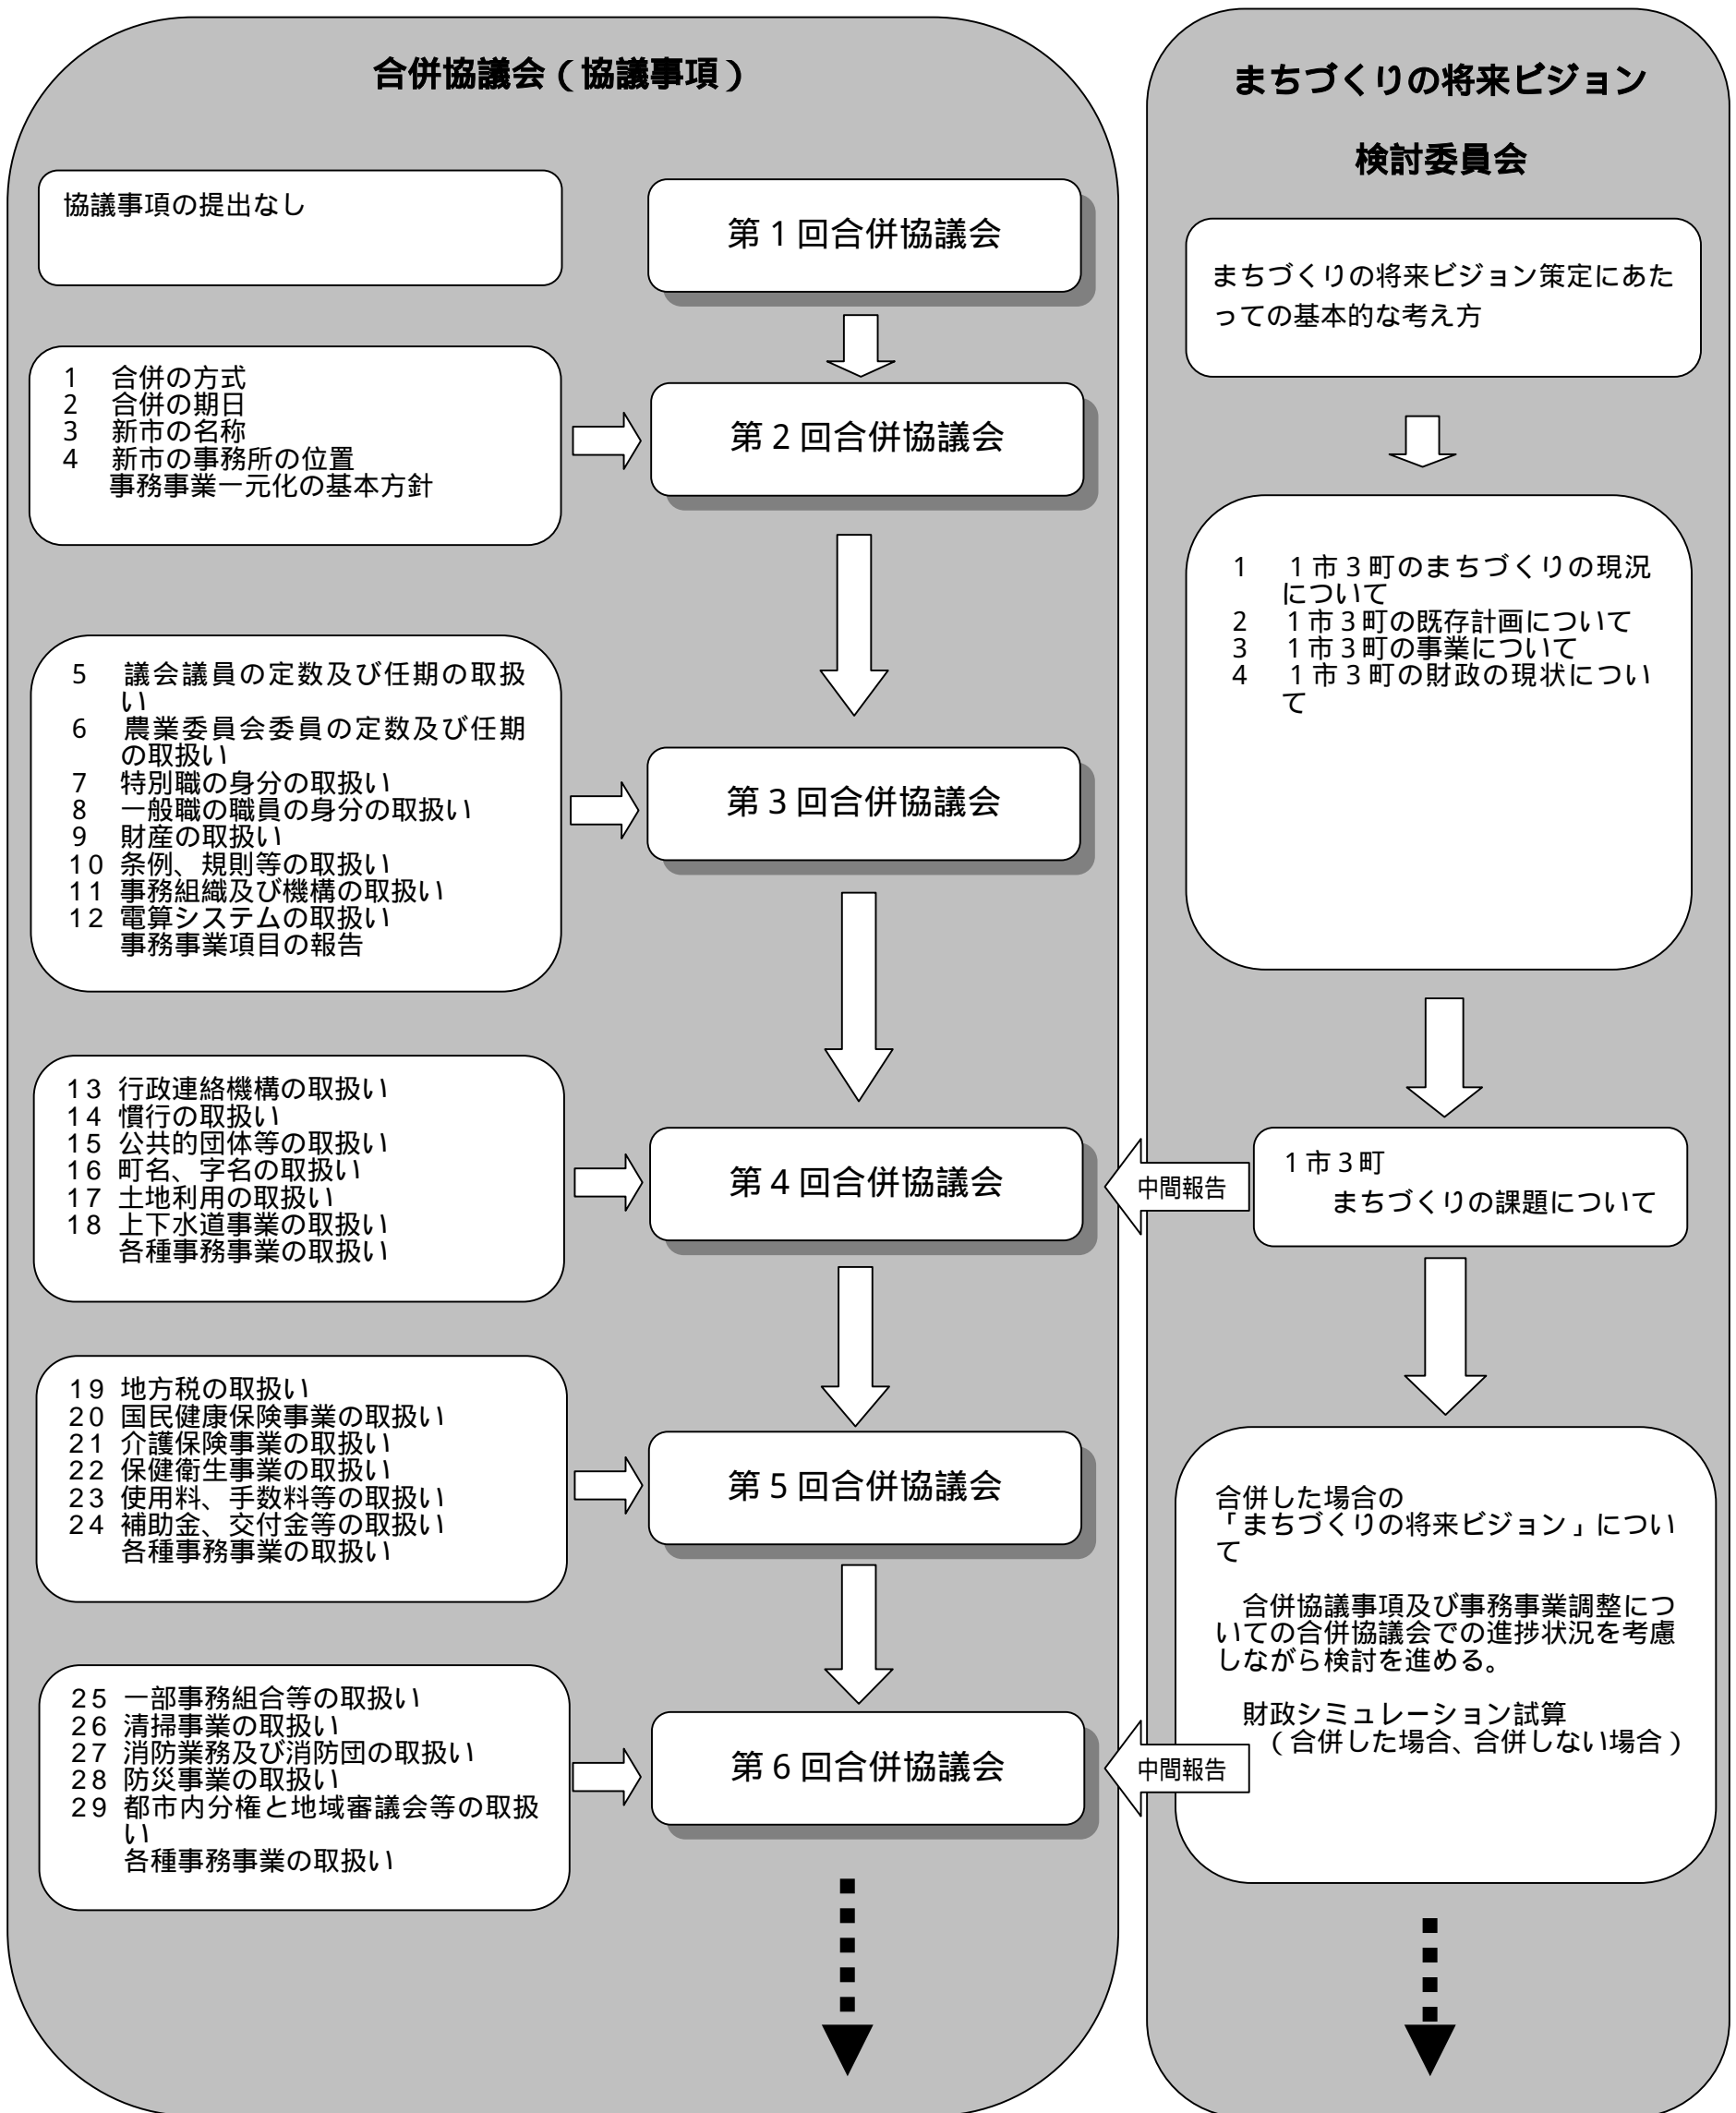 合併協議会（協議事項）
協議事項の提出なし
第1回合併協議会
1 合併の方式
2 合併の期日
3 新市の名称
4 新市の事務所の位置
事務事業一元化の基本方針
第2回合併協議会
5 議会議員の定数及び任期の取扱
い
6 農業委員会委員の定数及び任期
の取扱い
7 特別職の身分の取扱い
8 一般職の職員の身分の取扱い
9 財産の取扱い
10 条例、規則等の取扱い
11 事務組織及び機構の取扱い
12 電算システムの取扱い
事務事業項目の報告
第3回合併協議会
13 行政連絡機構の取扱い
14 慣行の取扱い
15 公共的団体等の取扱い
16 町名、字名の取扱い
17 土地利用の取扱い
18 上下水道事業の取扱い
各種事務事業の取扱い
第4回合併協議会
19 地方税の取扱い
20 国民健康保険事業の取扱い
21 介護保険事業の取扱い
22 保健衛生事業の取扱い
23 使用料、手数料等の取扱い
24 補助金、交付金等の取扱い
各種事務事業の取扱い
第5回合併協議会
25 一部事務組合等の取扱い
26 清掃事業の取扱い
27 消防業務及び消防団の取扱い
28 防災事業の取扱い
29 都市内分権と地域審議会等の取扱
い
各種事務事業の取扱い
第6回合併協議会
まちづくりの将来ビジョン
検討委員会
まちづくりの将来ビジョン策定にあた
っての基本的な考え方
1 1市3町のまちづくりの現況
について
2 1市3町の既存計画について
3 1市3町の事業について
4 1市3町の財政の現状につい
て
中間報告
1市3町
まちづくりの課題について
合併した場合の
「まちづくりの将来ビジョン」につい
て
合併協議事項及び事務事業調整につ
いての合併協議会での進捗状況を考慮
しながら検討を進める。
財政シミュレーション試算
（合併した場合、合併しない場合）
中間報告